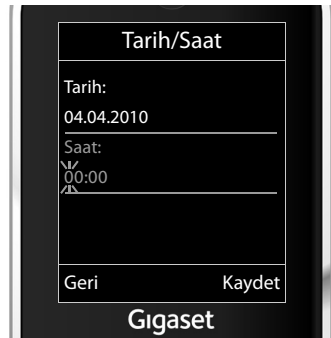 Tarih/Saat
Tarih:
04.04.2010
Saat:
00:00
Geri Kaydet
Gigaset